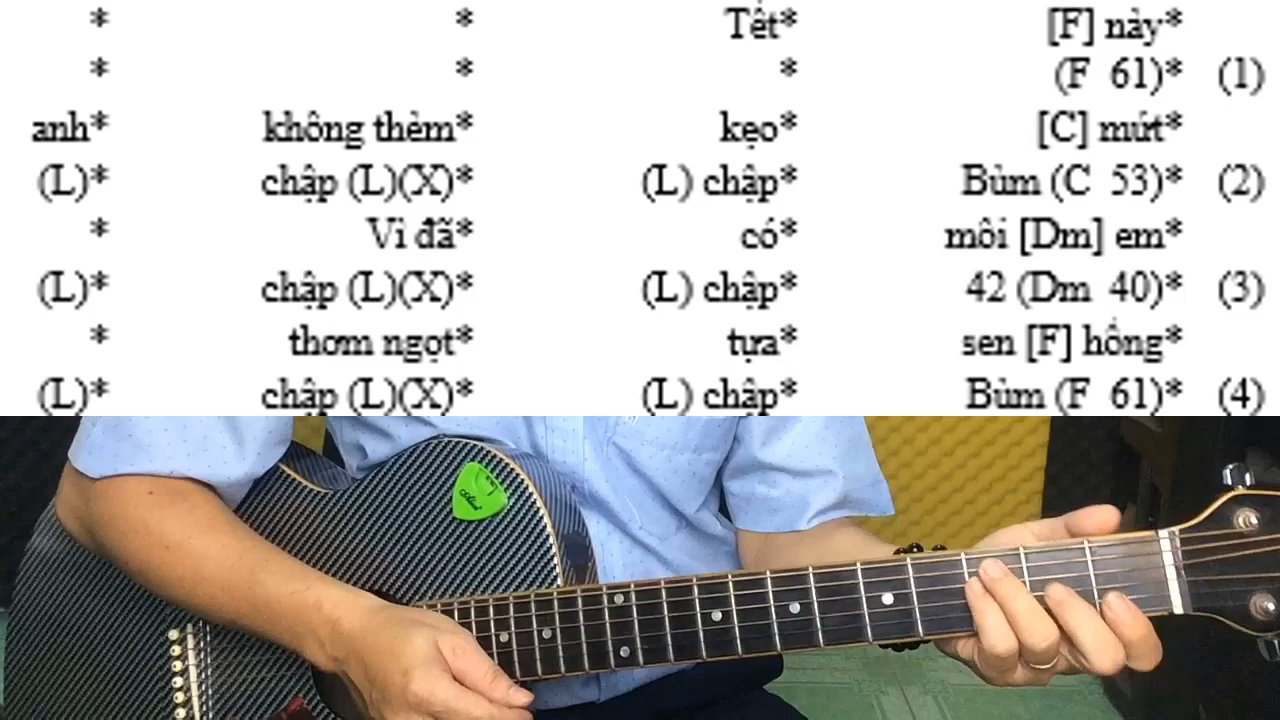 * * Tết* [F] này*
* * * (F 61)* (1)
anh* không thèm* kẹo* [C] mứt*
(L)* chập (L)(X)* (L) chập* Bùm (C 53)* (2)
* Vì đã* có* môi [Dm] em*
(L)* chập (L)(X)* (L) chập* 42 (Dm 40)* (3)
* thơm ngọt* tựa* sen [F] hồng*
(L)* chập (L)(X)* (L) chập* Bùm (F 61)* (4)